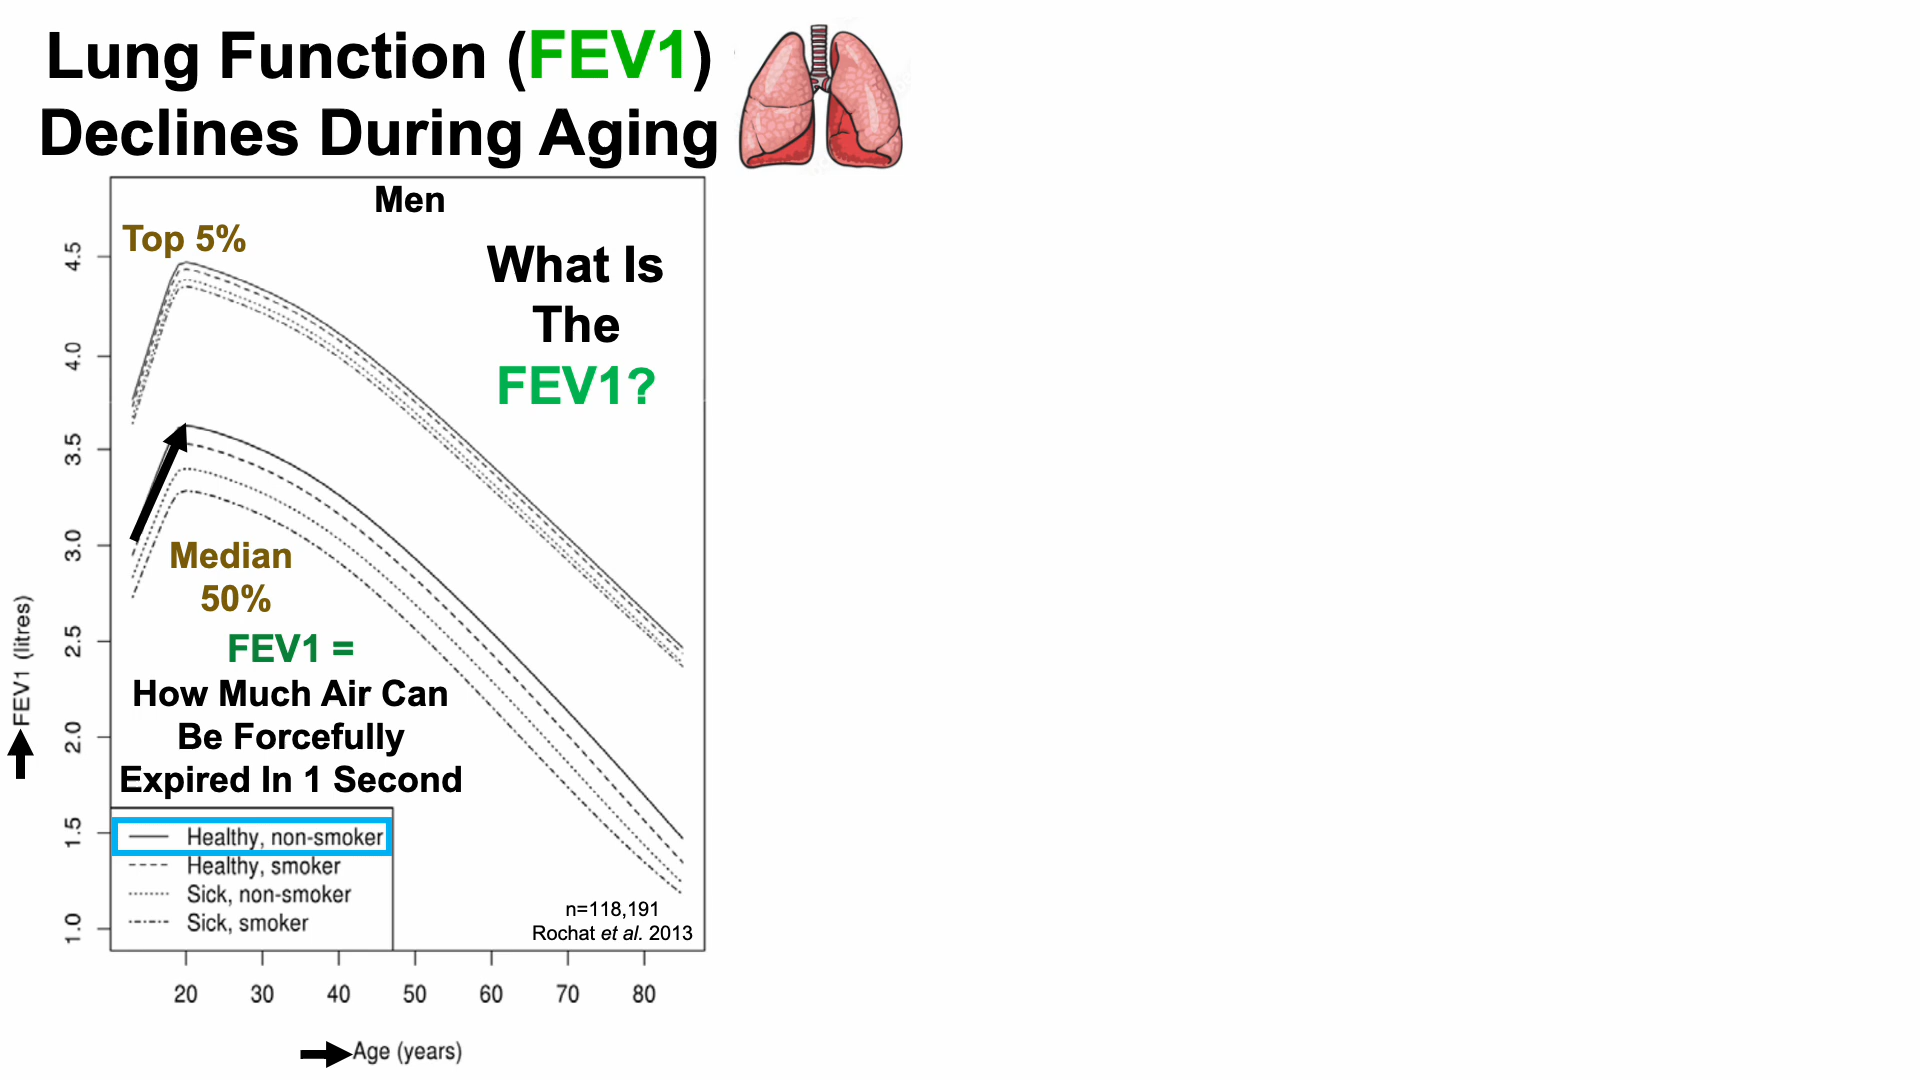 Lung Function (FEV1)
Declines During Aging
Men
Top 5%
What Is
The
FEV1?
Median
50%
FEV1 =
How Much Air Can
Be Forcefully
Expired In 1 Second
Healthy, non-smoker
Healthy, smoker
Sick, non-smoker
Sick, smoker
n=118,191
Rochat et al. 2013
FEV1 (litres)
4.5
4.0
3.5
3.0
2.5
2.0
1.5
1.0
20 30 40 50 60 70 80
Age (years)